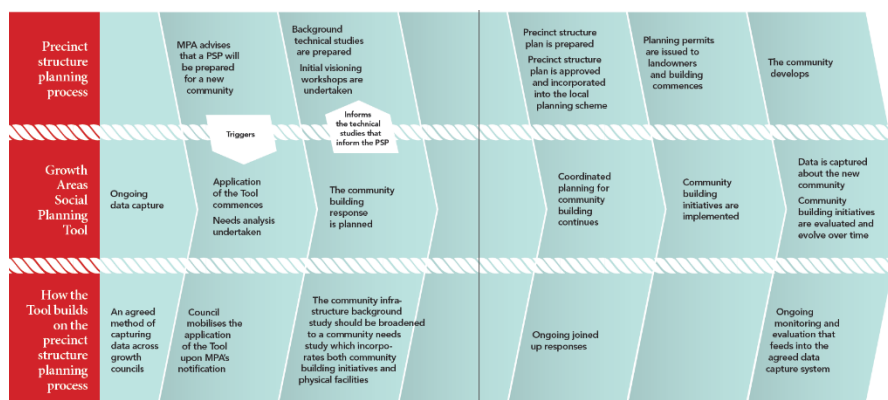 Precinct
structure
planning
process
MPA advises
that a PSP will
be prepared
for a new
community
Background
technical studies
are prepared
Initial visioning
workshops are
undertaken
Precinct structure
plan is prepared
Precinct structure
plan is approved
and incorporated
into the local
planning scheme
Planning permits
are issued to
landowners
and building
commences
The community
develops
Triggers
Informs
the technical
studies that
inform the PSP
Growth
Areas
Social
Planning
Tool
Ongoing
data capture
Application
of the Tool
commences
Needs analysis
undertaken
The community
building
response
is planned
Coordinated
planning for
community
building
continues
Community
building
initiatives are
implemented
Data is captured
about the new
community
Community
building initiatives
are evaluated and
evolve over time
How the
Tool builds
on the
precinct
structure
planning
process
An agreed
method of
capturing
data across
growth
councils
Council
mobilises the
application
of the Tool
upon MPA's
notification
The community infra-
structure background
study should be broadened
to a community needs
study which incorpo-
rates both community
building initiatives and
physical facilities
Ongoing joined
up responses
Ongoing
monitoring and
evaluation that
feeds into the
agreed data
capture system